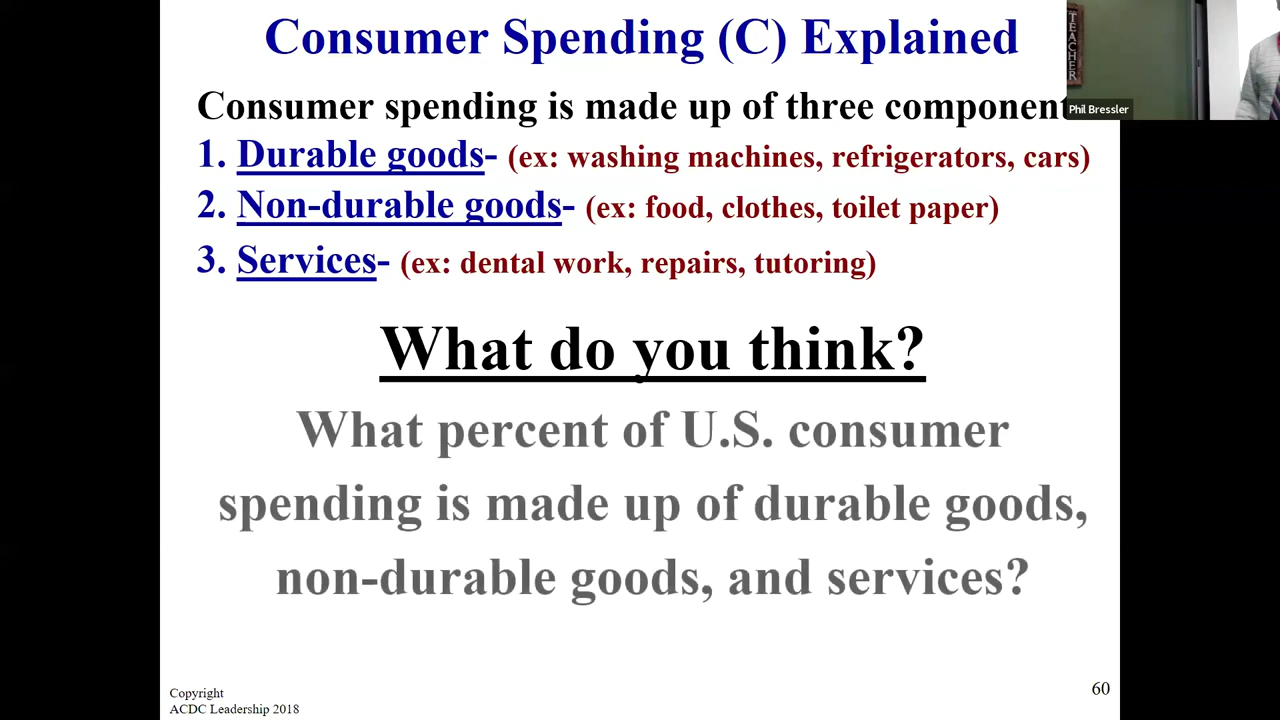 Consumer Spending (C) Explained
TEACHER
Consumer spending is made up of three component
Phil Bressler
1. Durable goods- (ex: washing machines, refrigerators, cars)
2. Non-durable goods- (ex: food, clothes, toilet paper)
3. Services- (ex: dental work, repairs, tutoring)
What do you think?
What percent of U.S. consumer
spending is made up of durable goods,
non-durable goods, and services?
Copyright
ACDC Leadership 2018
60